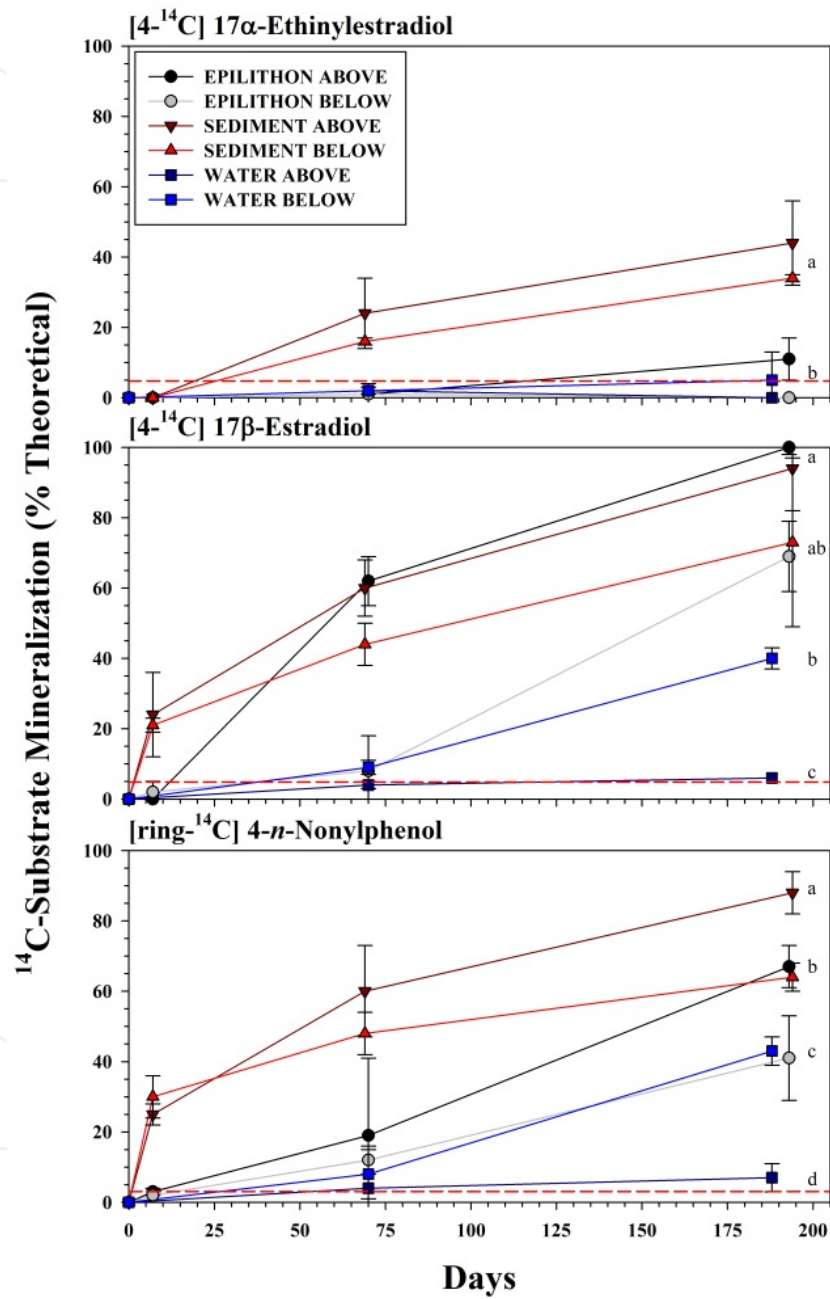 [4-¹⁴C] 17α-Ethinylestradiol
100
80
60
40
20
0
EPILITHON ABOVE
EPILITHON BELOW
SEDIMENT ABOVE
SEDIMENT BELOW
WATER ABOVE
WATER BELOW
a
b
[4-¹⁴C] 17β-Estradiol
100
80
60
40
20
0
a
ab
b
c
[ring-¹⁴C] 4-n-Nonylphenol
100
80
60
40
20
0
a
b
c
d
0 25 50 75 100 125 150 175 200
Days
¹⁴C-Substrate Mineralization (% Theoretical)